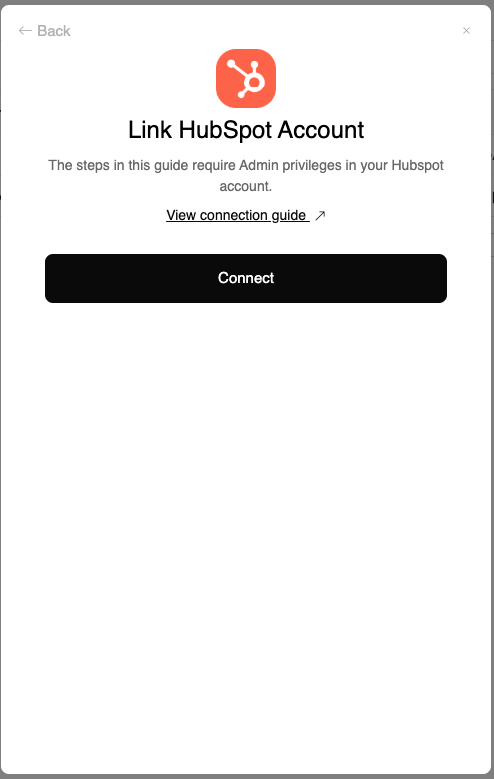 ← Back
×
Link HubSpot Account
The steps in this guide require Admin privileges in your Hubspot
account.
View connection guide ↗
Connect